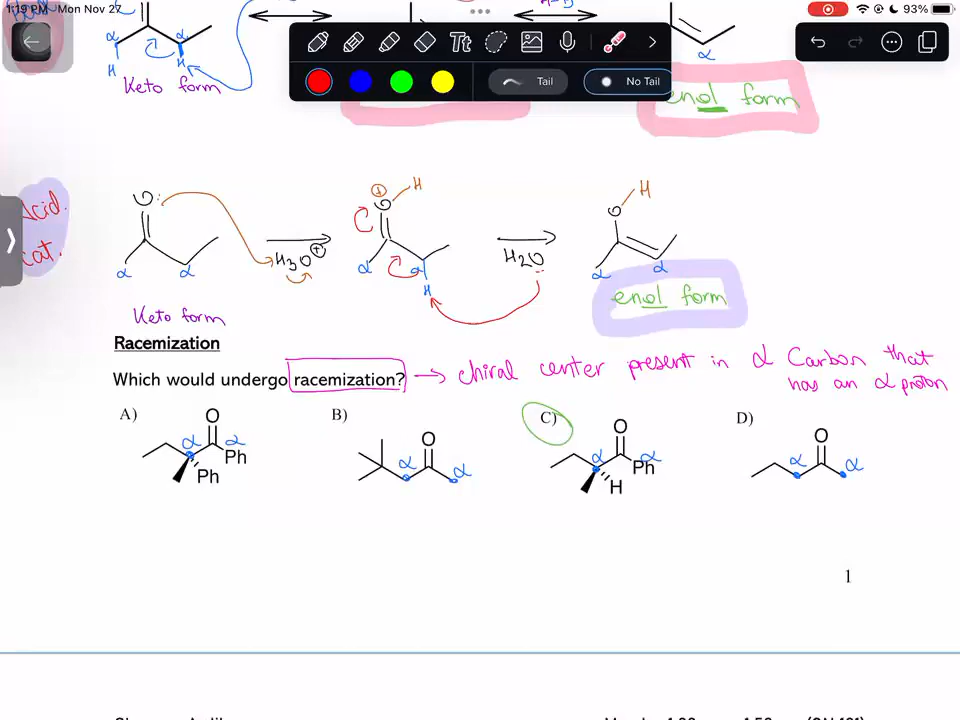 1:19 PM Mon Nov 27
93%
α
α
H
H
Keto form
Tt
Tail
No Tail
α
enol form
Acid.
cat.
O:
α
α
H3O+
Keto form
+
H
O
α
α
H
H2O
H
O
α
α
enol form
Racemization
Which would undergo racemization? → chiral center present in α Carbon that
has an α proton
A)
O
α
α
Ph
Ph
B)
O
α
α
C)
O
α
α
Ph
H
D)
O
α
α
1